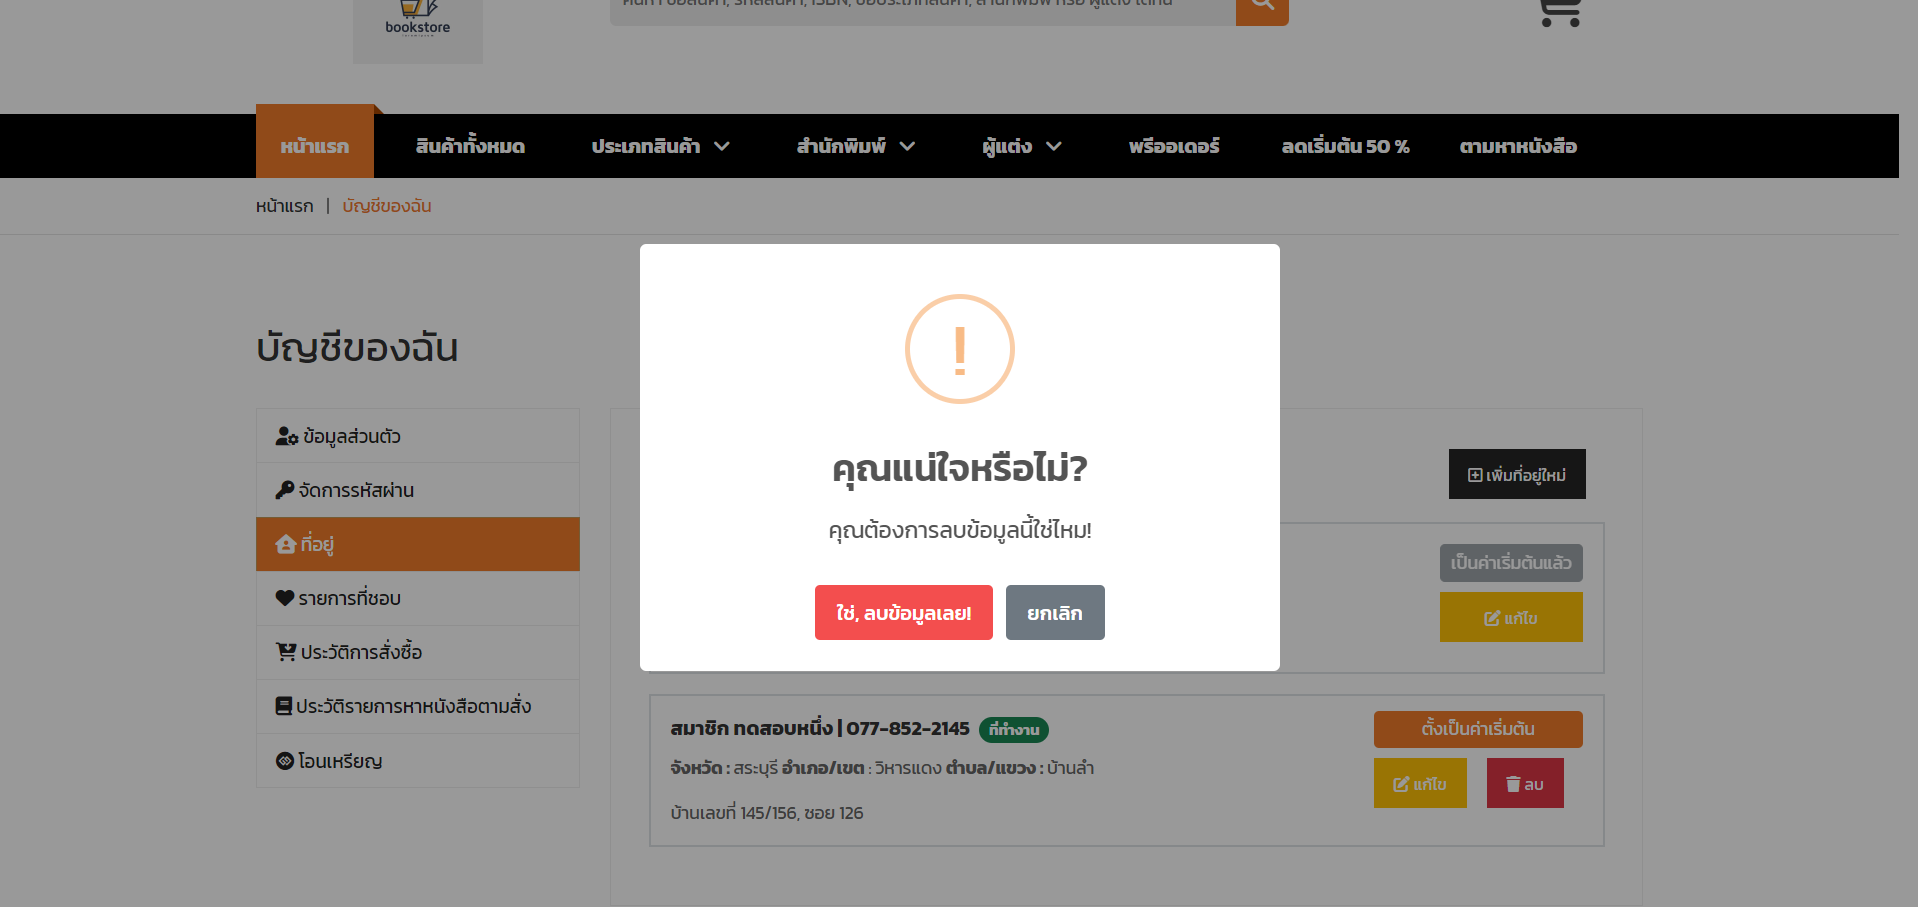 bookstore
หน้าแรก
สินค้าทั้งหมด
ประเภทสินค้า
สำนักพิมพ์
ผู้แต่ง
พรีออเดอร์
ลดเริ่มต้น 50 %
ตามหาหนังสือ
หน้าแรก | บัญชีของฉัน
บัญชีของฉัน
ข้อมูลส่วนตัว
จัดการรหัสผ่าน
ที่อยู่
รายการที่ชอบ
ประวัติการสั่งซื้อ
ประวัติรายการหาหนังสือตามสั่ง
โอนเหรียญ
คุณแน่ใจหรือไม่?
คุณต้องการลบข้อมูลนี้ใช่ไหม!
ใช่, ลบข้อมูลเลย!
ยกเลิก
เพิ่มที่อยู่ใหม่
เป็นค่าเริ่มต้นแล้ว
แก้ไข
สมาชิก ทดสอบหนึ่ง | 077-852-2145 ที่ทำงาน
จังหวัด : สระบุรี อำเภอ/เขต : วิหารแดง ตำบล/แขวง : บ้านลำ
บ้านเลขที่ 145/156, ซอย 126
ตั้งเป็นค่าเริ่มต้น
แก้ไข
ลบ